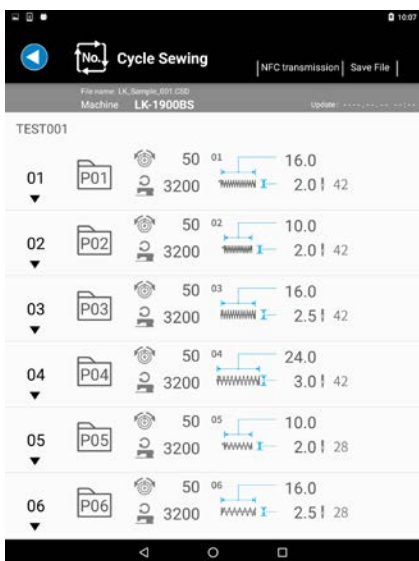 10:07
No. Cycle Sewing
NFC transmission Save File
File name LK_Sample_001.CSD
Machine LK-1900BS Update: ----.--.-- --:--
TEST001
01 P01 50 3200 01 16.0 2.0 42
02 P02 50 3200 02 10.0 2.0 42
03 P03 50 3200 03 16.0 2.5 42
04 P04 50 3200 04 24.0 3.0 42
05 P05 50 3200 05 10.0 2.0 28
06 P06 50 3200 06 16.0 2.5 28